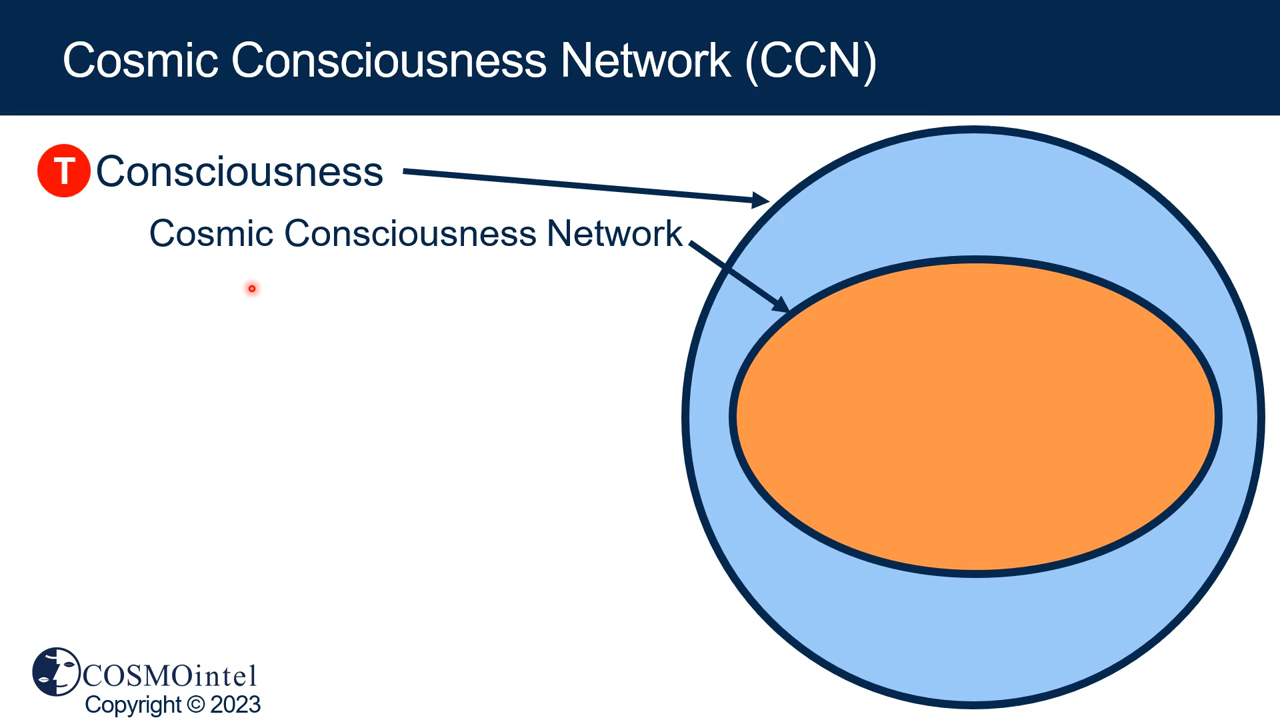 Cosmic Consciousness Network (CCN)
T Consciousness
Cosmic Consciousness Network
COSMOintel
Copyright © 2023